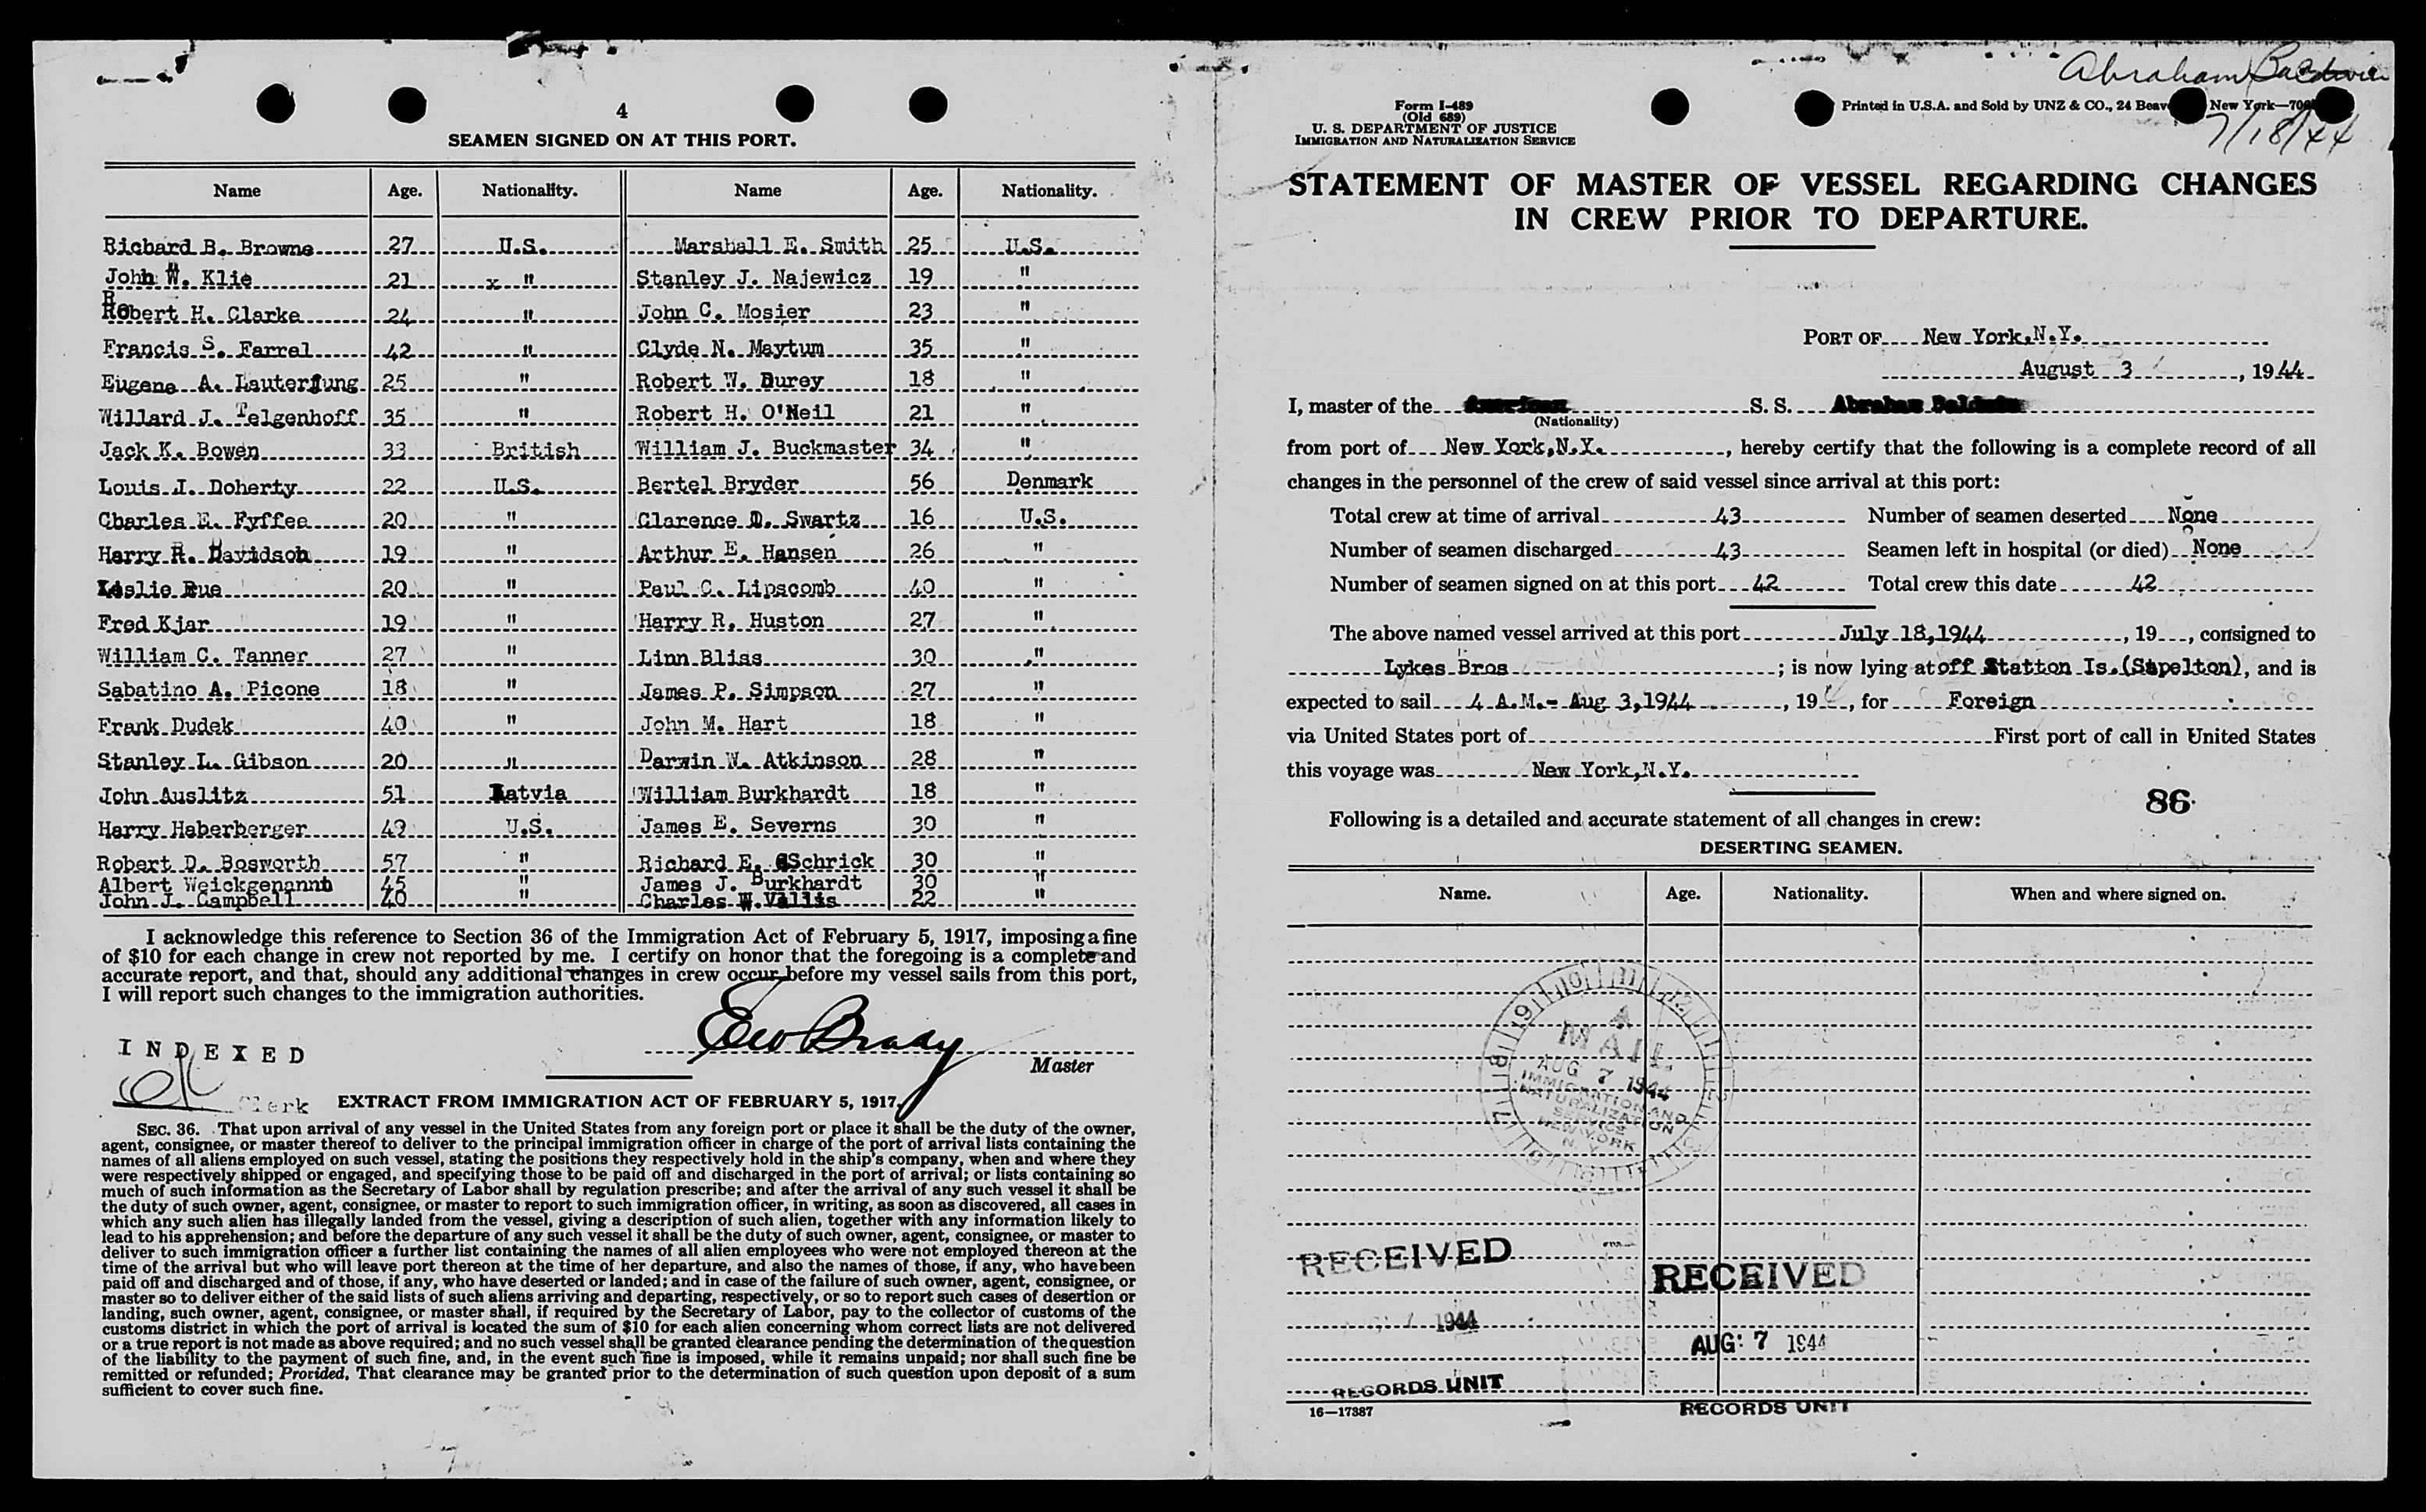 4
SEAMEN SIGNED ON AT THIS PORT.
Name Age. Nationality. Name Age. Nationality.
Richard B. Browne 27 U.S. Marshall E. Smith 25 U.S.
John W. Klie 21 x " Stanley J. Najewicz 19 "
Robert H. Clarke 24 " John C. Mosier 23 "
Francis S. Farrel 42 " Clyde N. Maytum 35 "
Eugene A. Lauterjung 25 " Robert W. Durey 18 "
Willard J. Telgenhoff 35 " Robert H. O'Neil 21 "
Jack K. Bowen 33 British William J. Buckmaster 34 "
Louis J. Doherty 22 U.S. Bertel Bryder 56 Denmark
Charles E. Fyffee 20 " Clarence D. Swartz 16 U.S.
Harry R. Davidson 19 " Arthur E. Hansen 26 "
Leslie Rue 20 " Paul C. Lipscomb 40 "
Fred Kjar 19 " Harry R. Huston 27 "
William C. Tanner 27 " Linn Bliss 30 "
Sabatino A. Picone 18 " James P. Simpson 27 "
Frank Dudek 40 " John M. Hart 18 "
Stanley L. Gibson 20 " Darwin W. Atkinson 28 "
John Auslitz 51 Latvia William Burkhardt 18 "
Harry Haberberger 49 U.S. James E. Severns 30 "
Robert D. Bosworth 57 " Richard E. Schrick 30 "
Albert Weickgenannt 45 " James J. Burkhardt 30 "
John J. Campbell 40 " Charles W. Vallis 22 "
I acknowledge this reference to Section 36 of the Immigration Act of February 5, 1917, imposing a fine
of $10 for each change in crew not reported by me. I certify on honor that the foregoing is a complete and
accurate report, and that, should any additional changes in crew occur before my vessel sails from this port,
I will report such changes to the immigration authorities.
Geo Brady
Master
INDEXED
Clerk
EXTRACT FROM IMMIGRATION ACT OF FEBRUARY 5, 1917.
SEC. 36. That upon arrival of any vessel in the United States from any foreign port or place it shall be the duty of the owner,
agent, consignee, or master thereof to deliver to the principal immigration officer in charge of the port of arrival lists containing the
names of all aliens employed on such vessel, stating the positions they respectively hold in the ship's company, when and where they
were respectively shipped or engaged, and specifying those to be paid off and discharged in the port of arrival; or lists containing so
much of such information as the Secretary of Labor shall by regulation prescribe; and after the arrival of any such vessel it shall be
the duty of such owner, agent, consignee, or master to report to such immigration officer, in writing, as soon as discovered, all cases in
which any such alien has illegally landed from the vessel, giving a description of such alien, together with any information likely to
lead to his apprehension; and before the departure of any such vessel it shall be the duty of such owner, agent, consignee, or master to
deliver to such immigration officer a further list containing the names of all alien employees who were not employed thereon at the
time of the arrival but who will leave port thereon at the time of her departure, and also the names of those, if any, who have been
paid off and discharged and of those, if any, who have deserted or landed; and in case of the failure of such owner, agent, consignee, or
master so to deliver either of the said lists of such aliens arriving and departing, respectively, or so to report such cases of desertion or
landing, such owner, agent, consignee, or master shall, if required by the Secretary of Labor, pay to the collector of customs of the
customs district in which the port of arrival is located the sum of $10 for each alien concerning whom correct lists are not delivered
or a true report is not made as above required; and no such vessel shall be granted clearance pending the determination of the question
of the liability to the payment of such fine, and, in the event such fine is imposed, while it remains unpaid; nor shall such fine be
remitted or refunded; Provided, That clearance may be granted prior to the determination of such question upon deposit of a sum
sufficient to cover such fine.
Abraham Baldwin
7/18/44
Form I-489
(Old 689)
U. S. DEPARTMENT OF JUSTICE
IMMIGRATION AND NATURALIZATION SERVICE
Printed in U.S.A. and Sold by UNZ & CO., 24 Beav New York—
STATEMENT OF MASTER OF VESSEL REGARDING CHANGES
IN CREW PRIOR TO DEPARTURE.
PORT OF New York,N.Y.
August 3, 1944
I, master of the American S. S. Abraham Baldwin
(Nationality)
from port of New York,N.Y., hereby certify that the following is a complete record of all
changes in the personnel of the crew of said vessel since arrival at this port:
Total crew at time of arrival 43 Number of seamen deserted None
Number of seamen discharged 43 Seamen left in hospital (or died) None
Number of seamen signed on at this port 42 Total crew this date 42
The above named vessel arrived at this port July 18,1944, 19, consigned to
Lykes Bros; is now lying at off Statton Is.(Stapelton), and is
expected to sail 4 A.M.- Aug 3,1944, 19 , for Foreign
via United States port of First port of call in United States
this voyage was New York,N.Y.
86
Following is a detailed and accurate statement of all changes in crew:
DESERTING SEAMEN.
Name. Age. Nationality. When and where signed on.
MAIL
AUG 7 1944
IMMIGRATION AND
NATURALIZATION
SERVICE
NEW YORK
N.Y.
RECEIVED
7 1944
RECORDS UNIT
RECEIVED
AUG: 7 1944
RECORDS UNIT
16—17387